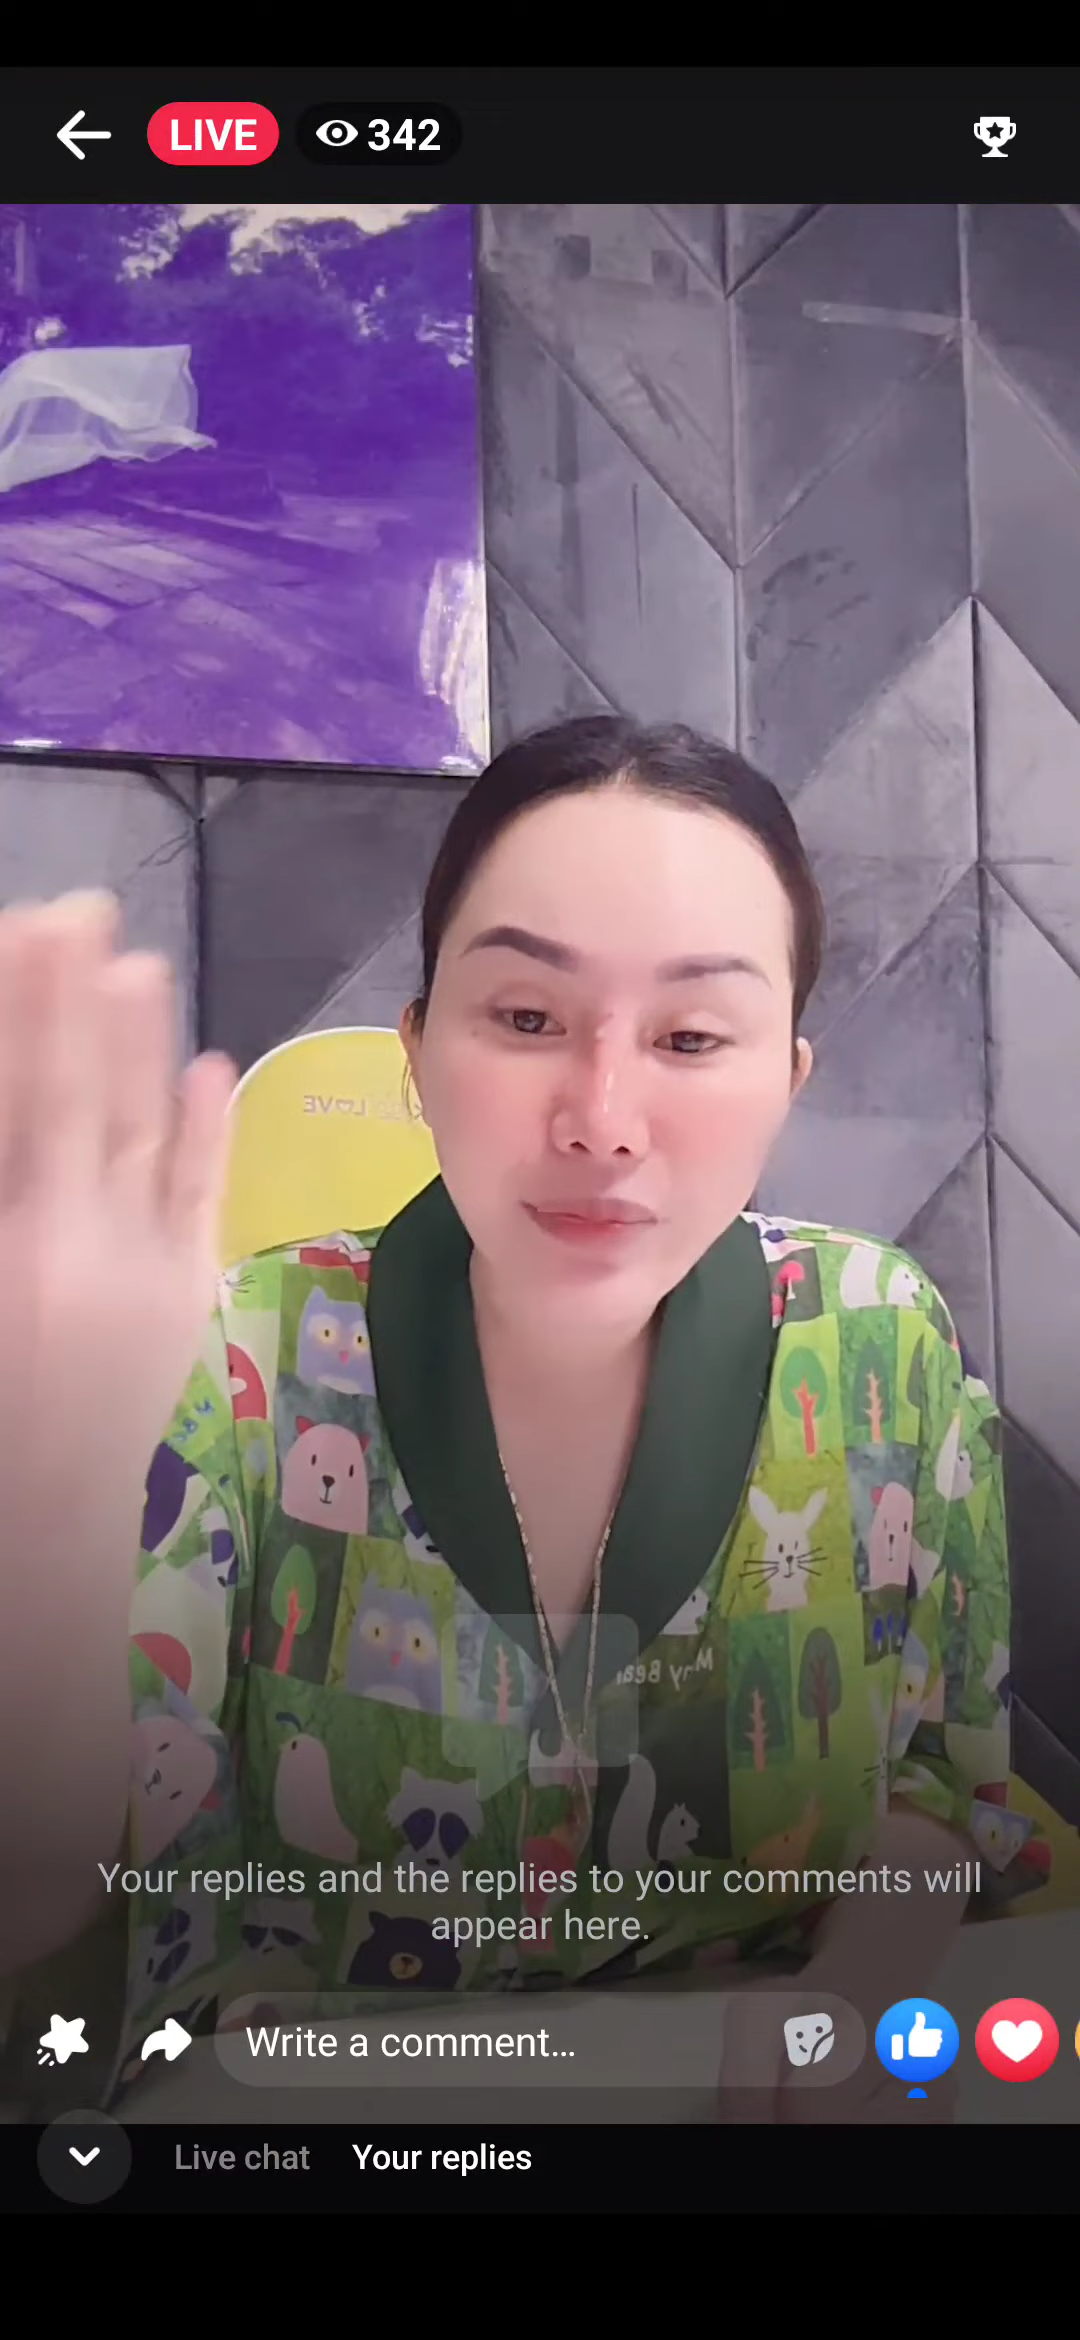 LIVE
342
LOVE
Your replies and the replies to your comments will
appear here.
Write a comment...
Live chat
Your replies